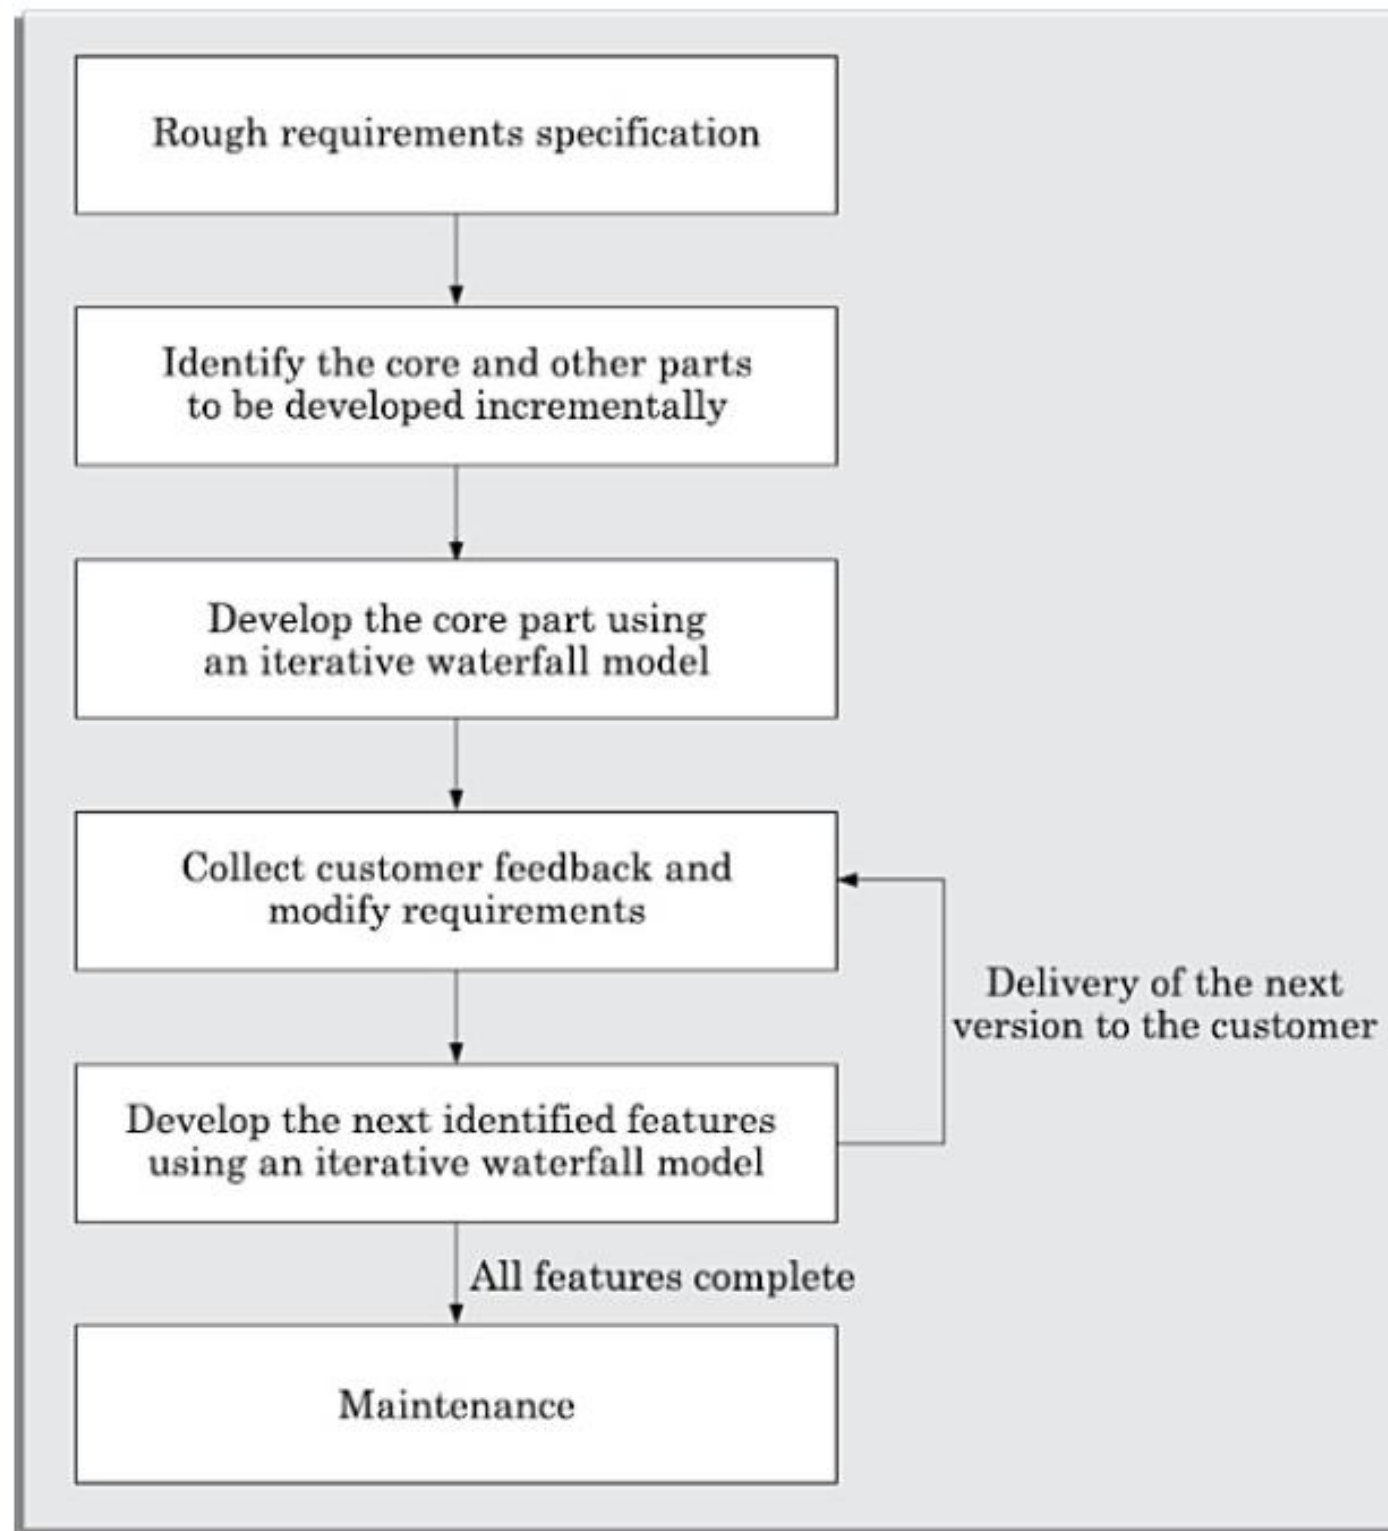 Rough requirements specification
Identify the core and other parts
to be developed incrementally
Develop the core part using
an iterative waterfall model
Collect customer feedback and
modify requirements
Delivery of the next
version to the customer
Develop the next identified features
using an iterative waterfall model
All features complete
Maintenance